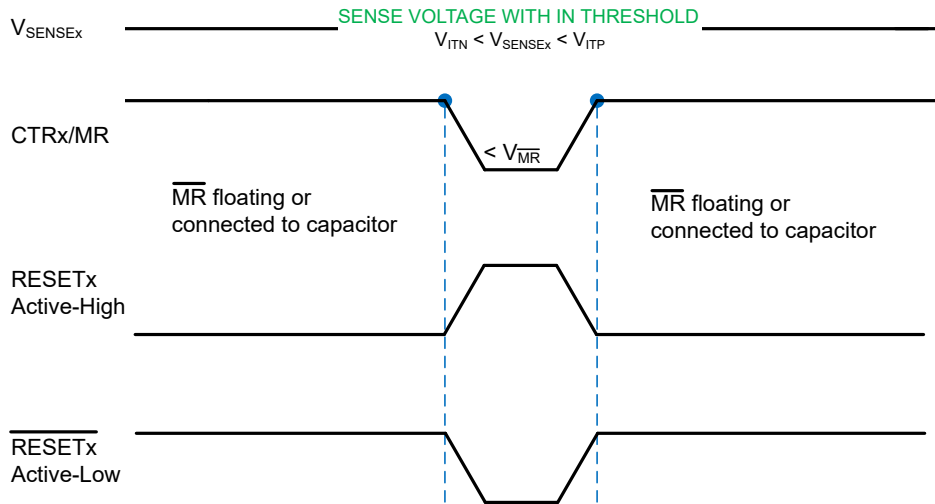 SENSE VOLTAGE WITH IN THRESHOLD
VSENSEx
VITN < VSENSEx < VITP
CTRx/MR
< VMR
MR floating or
connected to capacitor
MR floating or
connected to capacitor
RESETx
Active-High
RESETx
Active-Low